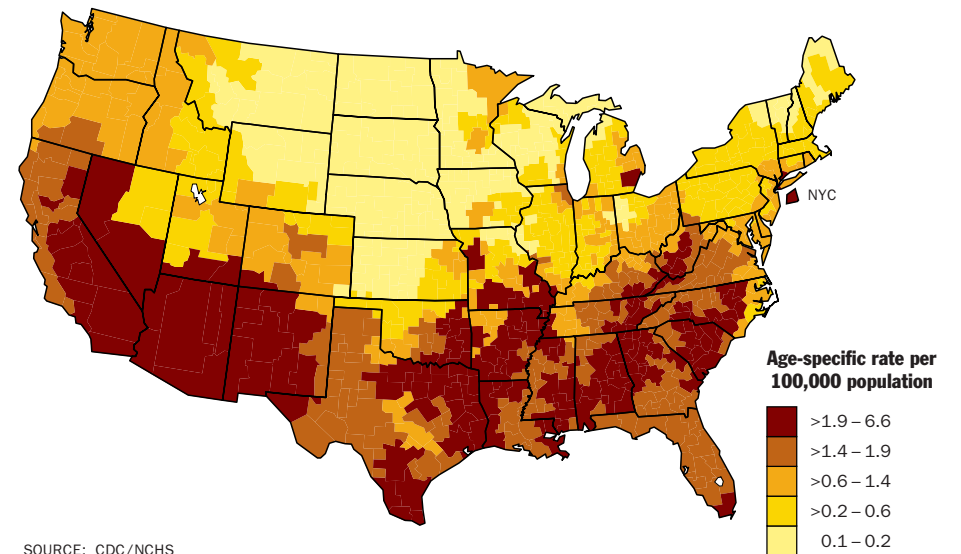 NYC
Age-specific rate per
100,000 population
>1.9 – 6.6
>1.4 – 1.9
>0.6 – 1.4
>0.2 – 0.6
0.1 – 0.2
SOURCE: CDC/NCHS